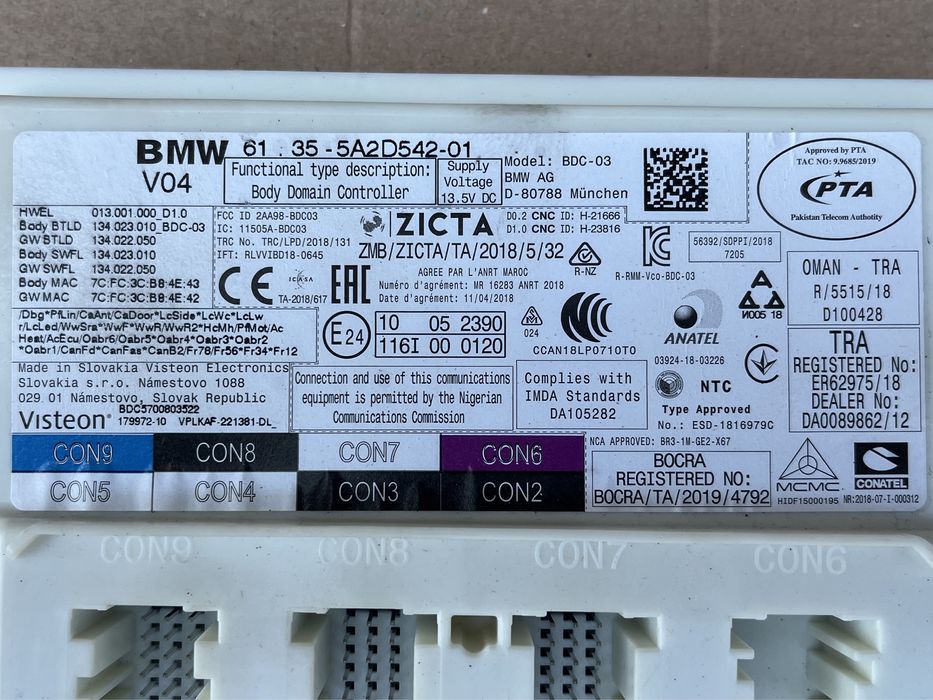 BMW 61 . 35 - 5A2D542-01
V04
Functional type description:
Body Domain Controller
Supply
Voltage
13.5V DC
Model: BDC-03
BMW AG
D-80788 München
Approved by PTA
TAC NO: 9.9685/2019
PTA
Pakistan Telecom Authority
HWEL 013.001.000_D1.0
Body BTLD 134.023.010_BDC-03
GW BTLD 134.022.050
Body SWFL 134.023.010
GW SWFL 134.022.050
Body MAC 7C:FC:3C:B8:4E:43
GW MAC 7C:FC:3C:B8:4E:42
FCC ID 2AA98-BDC03
IC: 11505A-BDC03
TRC No. TRC/LPD/2018/131
IFT: RLVVIBD18-0645
ZICTA
ZMB/ZICTA/TA/2018/5/32
D0.2 CNC ID: H-21666
D1.0 CNC ID: H-23816
R-NZ
R-RMM-Vco-BDC-03
56392/SDPPI/2018
7205
CE
ICASA
TA-2018/617
EAC
AGREE PAR L'ANRT MAROC
Numéro d'agrément: MR 16283 ANRT 2018
Date d'agrément: 11/04/2018
И005 18
OMAN - TRA
R/5515/18
D100428
/Dbg*PfLin/CaAnt/CaDoor*LcSide*LcWc*LcLw
r/LcLed/WwSra*WwF*WwR/WwR2*HcMh/PfMot/Ac
Heat/AcEcu/Oabr6/Oabr5*Oabr4*Oabr3*Oabr2
*Oabr1/CanFd*CanFas*CanB2/Fr78/Fr56*Fr34*Fr12
E24
10 05 2390
116I 00 0120
024
CCAN18LP0710T0
ANATEL
03924-18-03226
TRA
REGISTERED No:
ER62975/18
DEALER No:
DA0089862/12
Made in Slovakia Visteon Electronics
Slovakia s.r.o. Námestovo 1088
029 01 Námestovo, Slovak Republic
Visteon
BDC5700803522
179972-10 VPLKAF-221381-DL_
Connection and use of this communications
equipment is permitted by the Nigerian
Communications Commission
Complies with
IMDA Standards
DA105282
NTC
Type Approved
No.: ESD-1816979C
NCA APPROVED: BR3-1M-GE2-X67
BOCRA
REGISTERED No:
BOCRA/TA/2019/4792
MCMC
HIDF15000195
CONATEL
NR:2018-07-I-000312
CON9 CON8 CON7 CON6
CON5 CON4 CON3 CON2
CON9 CON8 CON7 CON6